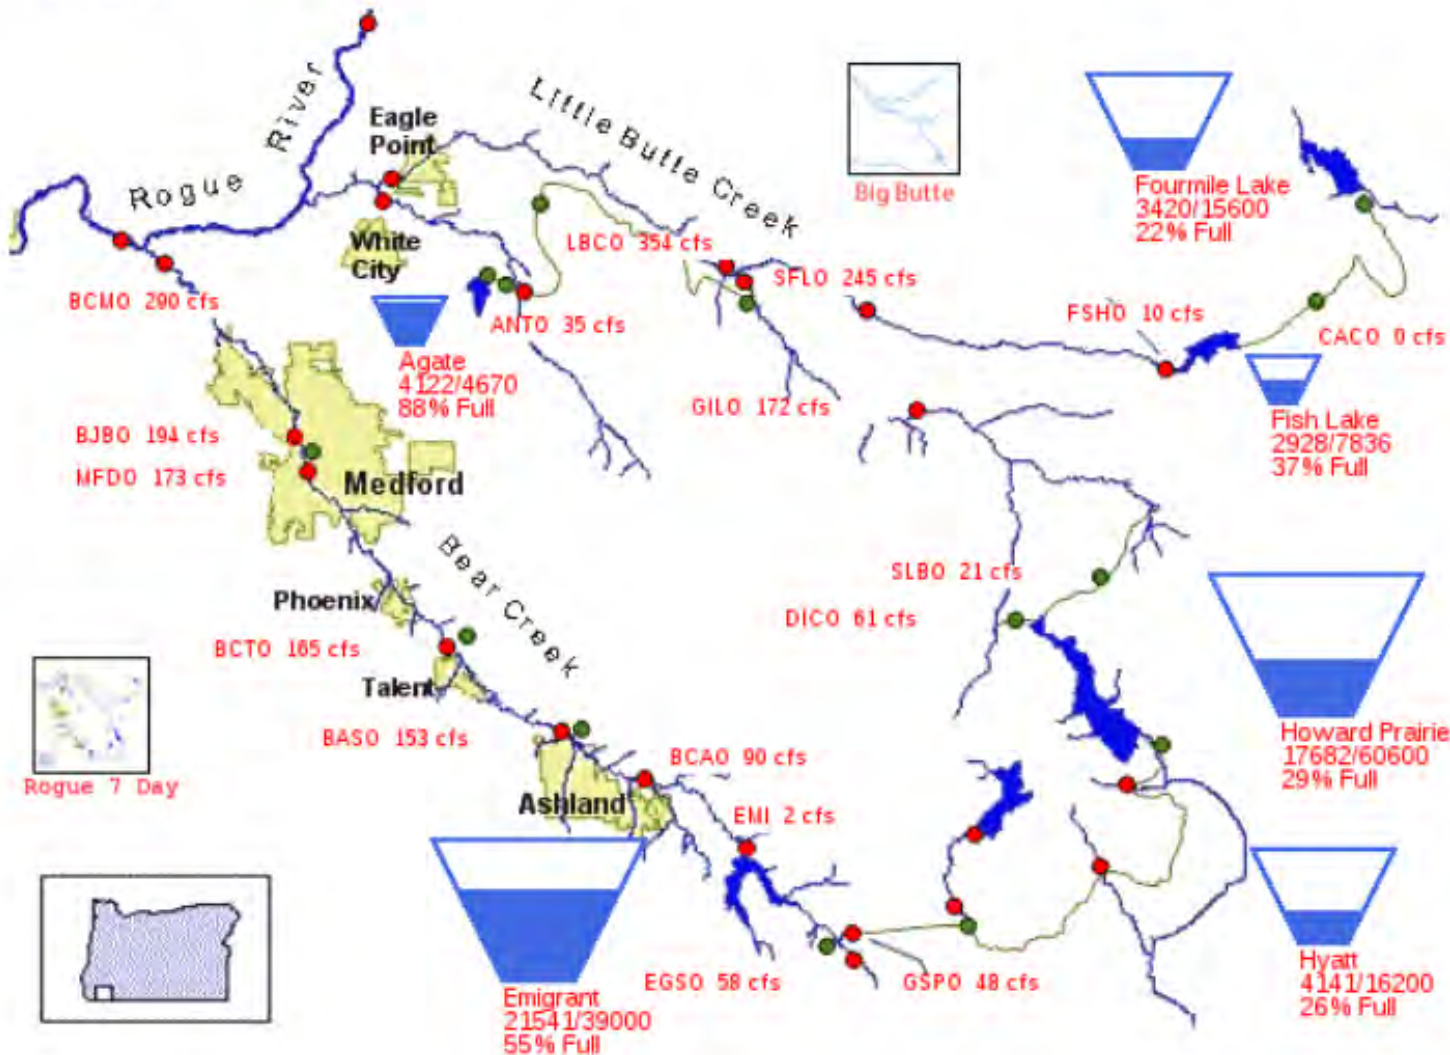 Rogue River
Little Butte Creek
Eagle
Point
Big Butte
Fourmile Lake
3420/15600
22% Full
White
City
LBCO 354 cfs
SFLO 245 cfs
BCMO 290 cfs
ANTO 35 cfs
FSHO 10 cfs
CACO 0 cfs
Agate
4122/4670
88% Full
GILO 172 cfs
Fish Lake
2928/7836
37% Full
BJBO 194 cfs
MFDO 173 cfs
Medford
Bear Creek
SLBO 21 cfs
DICO 61 cfs
Phoenix
BCTO 165 cfs
Talent
Howard Prairie
17682/60600
29% Full
BASO 153 cfs
BCAO 90 cfs
Rogue 7 Day
Ashland
EMI 2 cfs
EGSO 58 cfs
GSPO 48 cfs
Hyatt
4141/16200
26% Full
Emigrant
21541/39000
55% Full